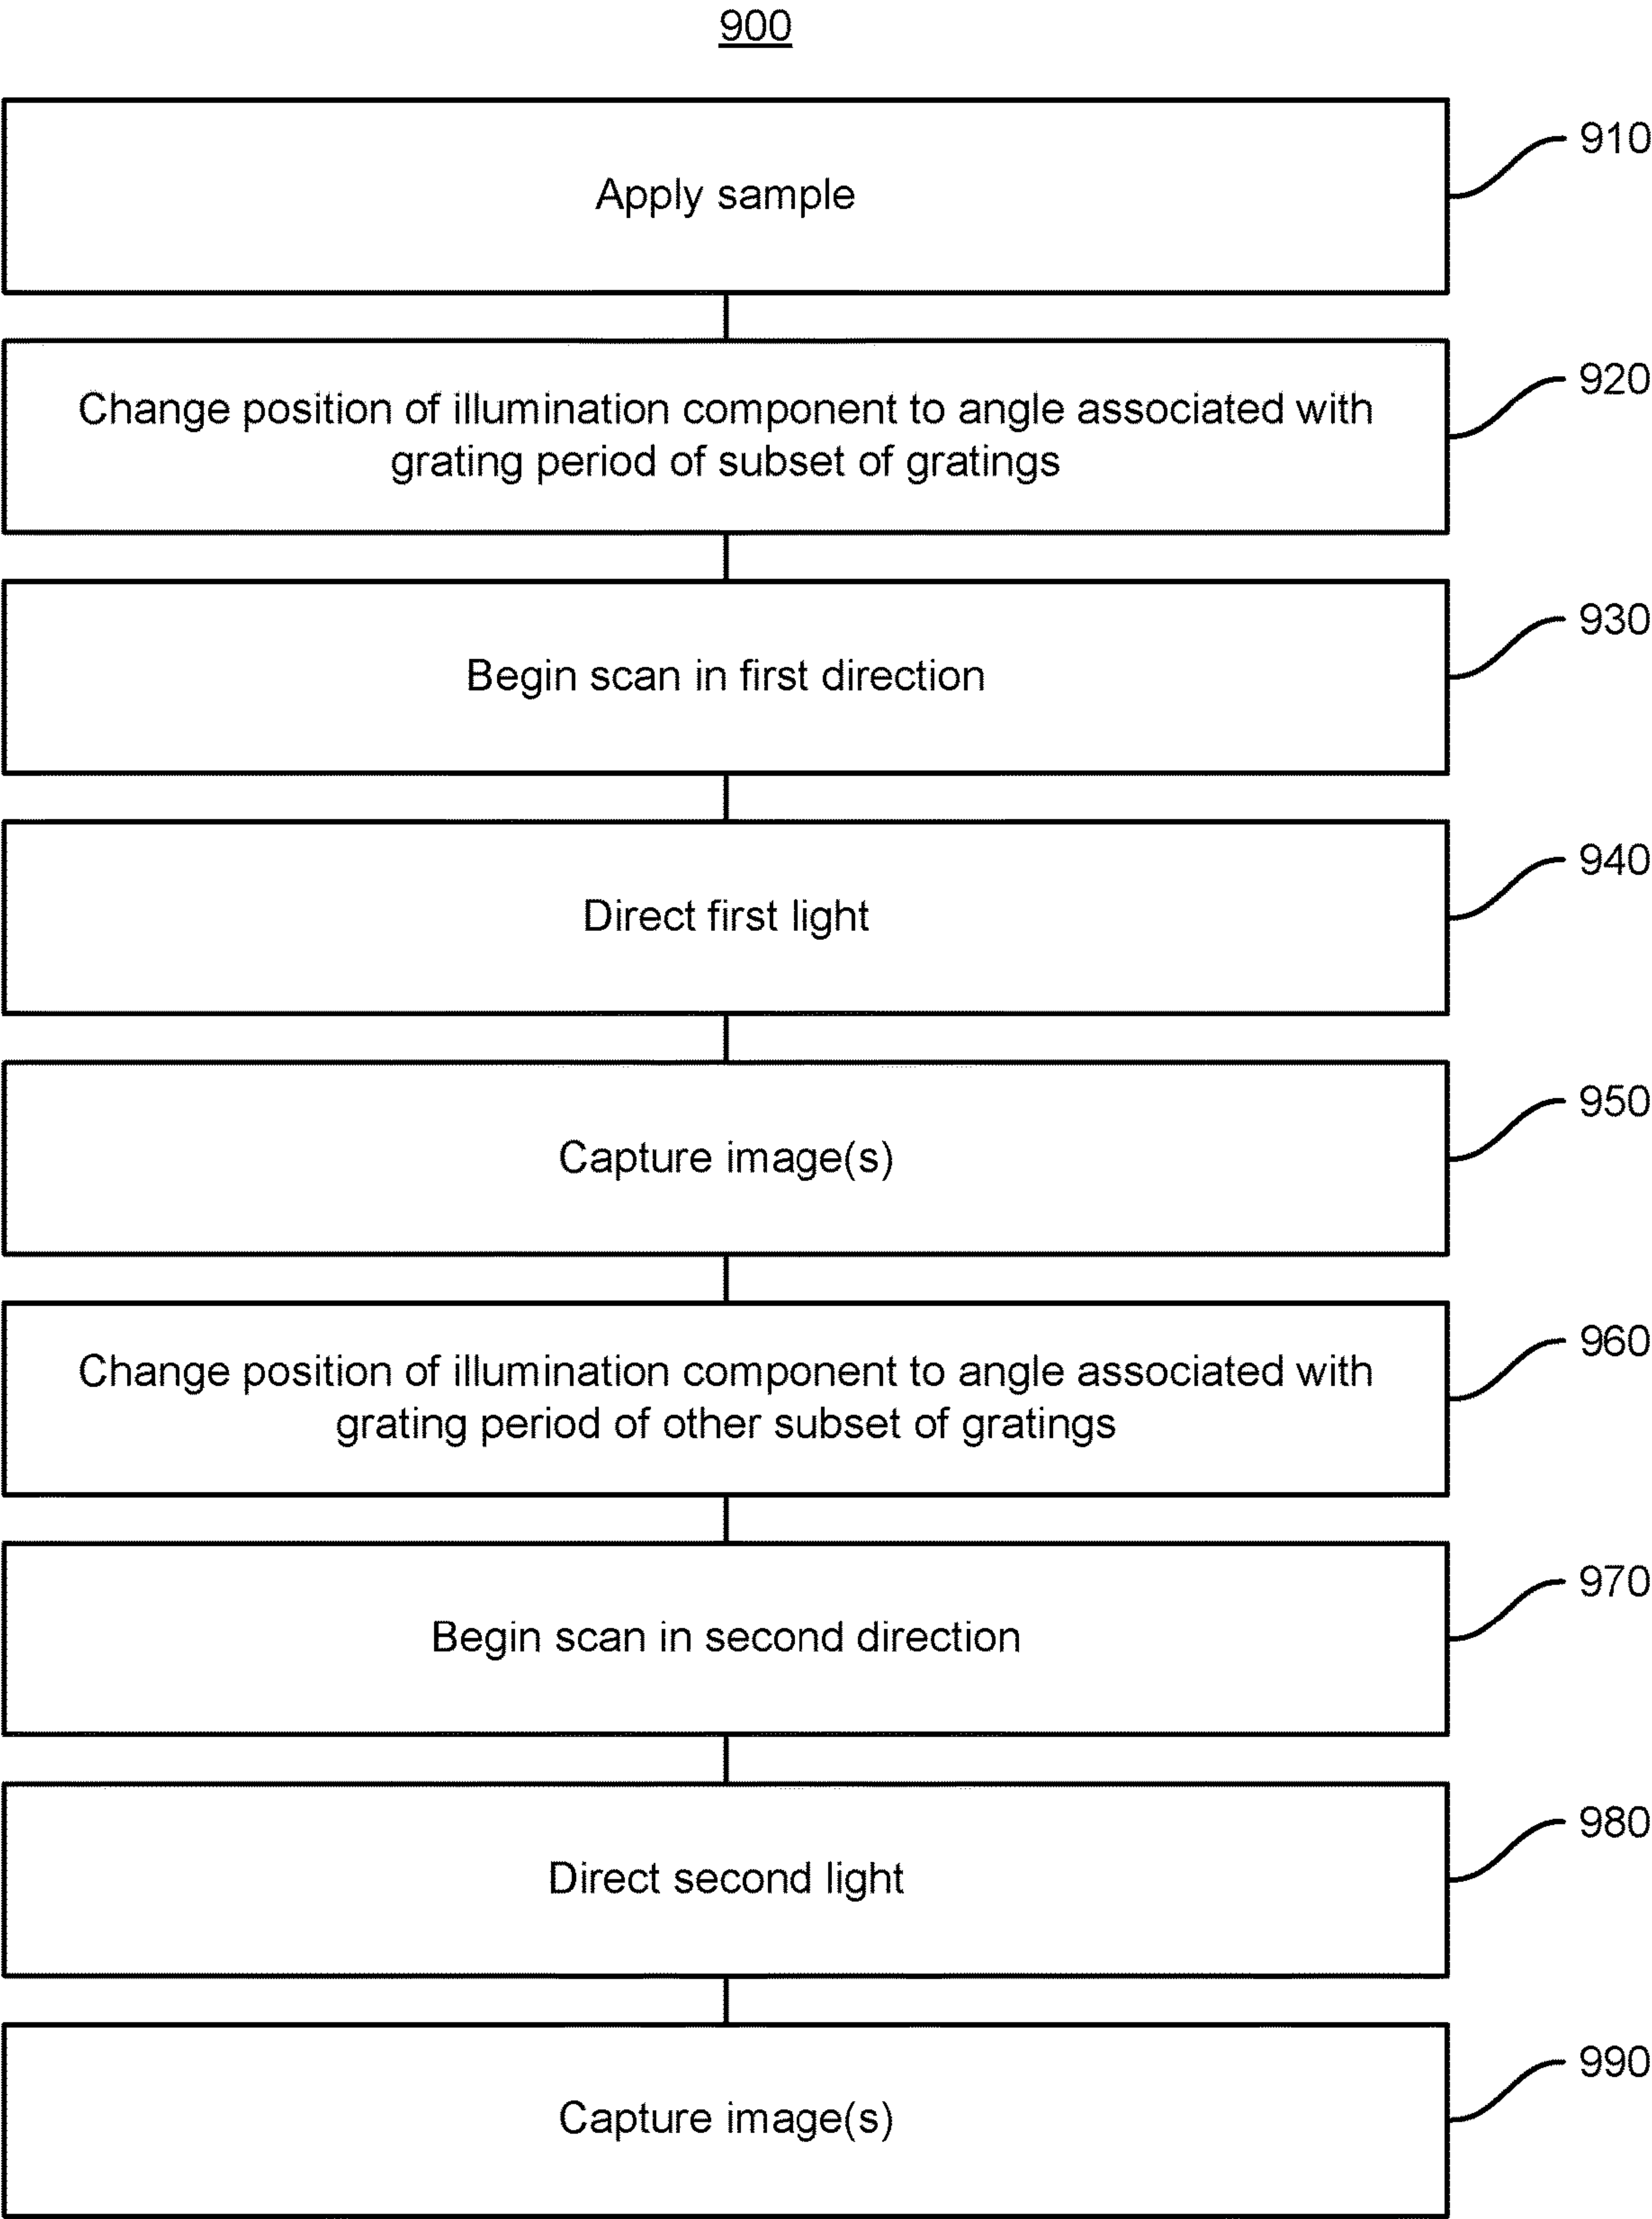 900
Apply sample
910
Change position of illumination component to angle associated with
grating period of subset of gratings
920
Begin scan in first direction
930
Direct first light
940
Capture image(s)
950
Change position of illumination component to angle associated with
grating period of other subset of gratings
960
Begin scan in second direction
970
Direct second light
980
Capture image(s)
990